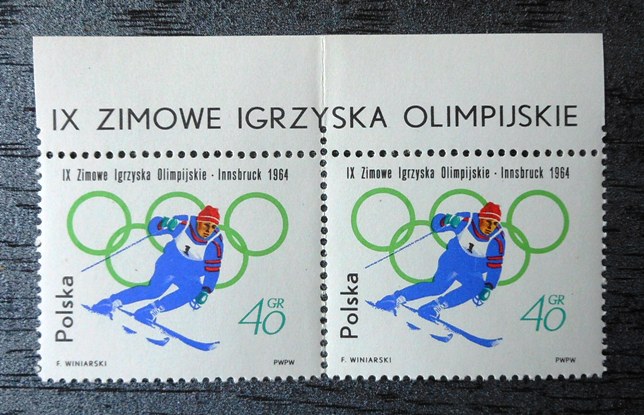 IX ZIMOWE IGRZYSKA OLIMPIJSKIE
IX Zimowe Igrzyska Olimpijskie · Innsbruck 1964
1
Polska
40 GR
F. WINIARSKI
PWPW
IX Zimowe Igrzyska Olimpijskie · Innsbruck 1964
1
Polska
40 GR
F. WINIARSKI
PWPW